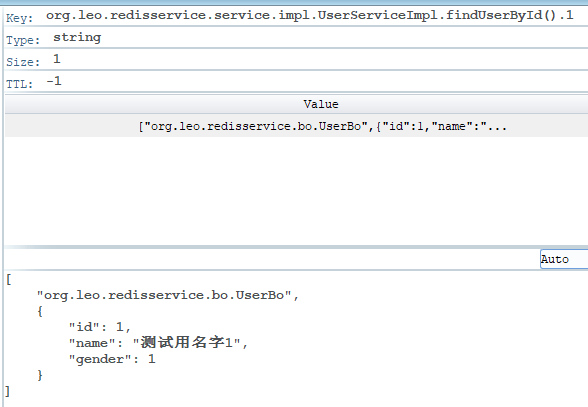 Key: org.leo.redisservice.service.impl.UserServiceImpl.findUserById().1
Type: string
Size: 1
TTL: -1
Value
["org.leo.redisservice.bo.UserBo",{"id":1,"name":"...
Auto
[
    "org.leo.redisservice.bo.UserBo",
    {
        "id": 1,
        "name": "测试用名字1",
        "gender": 1
    }
]